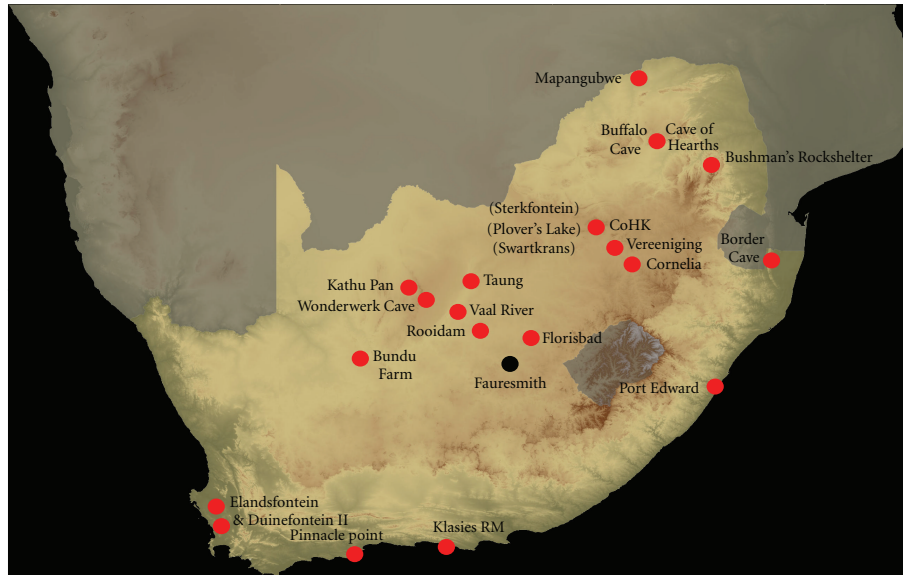 Mapangubwe
Buffalo
Cave
Cave of
Hearths
Bushman's Rockshelter
(Sterkfontein)
(Plover's Lake)
(Swartkrans)
CoHK
Vereeniging
Cornelia
Border
Cave
Kathu Pan
Wonderwerk Cave
Taung
Vaal River
Rooidam
Florisbad
Bundu
Farm
Fauresmith
Port Edward
Elandsfontein
& Duinefontein II
Pinnacle point
Klasies RM